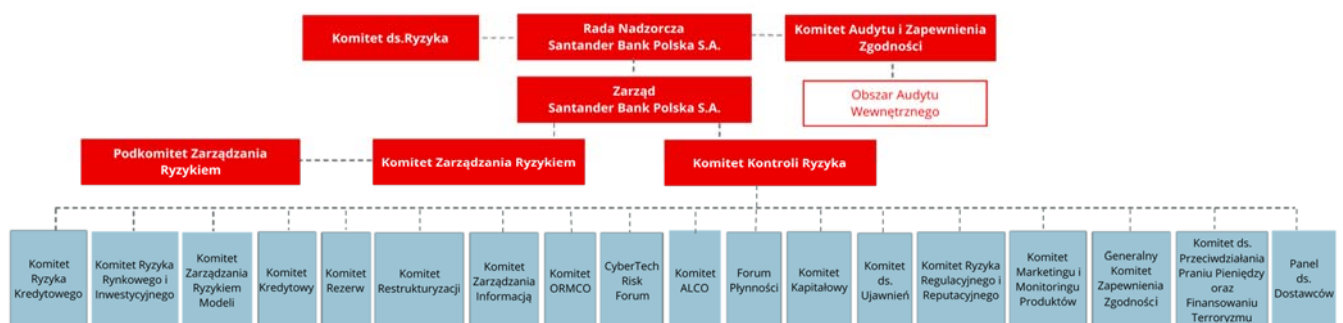 Komitet ds.Ryzyka
Rada Nadzorcza
Santander Bank Polska S.A.
Komitet Audytu i Zapewnienia
Zgodności
Obszar Audytu
Wewnętrznego
Zarząd
Santander Bank Polska S.A.
Podkomitet Zarządzania
Ryzykiem
Komitet Zarządzania Ryzykiem
Komitet Kontroli Ryzyka
Komitet
Ryzyka
Kredytowego
Komitet Ryzyka
Rynkowego i
Inwestycyjnego
Komitet
Zarządzania
Ryzykiem
Modeli
Komitet
Kredytowy
Komitet
Rezerw
Komitet
Restrukturyzacji
Komitet
Zarządzania
Informacją
Komitet
ORMCO
CyberTech
Risk
Forum
Komitet
ALCO
Forum
Płynności
Komitet
Kapitałowy
Komitet
ds.
Ujawnień
Komitet Ryzyka
Regulacyjnego i
Reputacyjnego
Komitet
Marketingu i
Monitoringu
Produktów
Generalny
Komitet
Zapewnienia
Zgodności
Komitet ds.
Przeciwdziałania
Praniu Pieniędzy
oraz
Finansowaniu
Terroryzmu
Panel
ds.
Dostawców